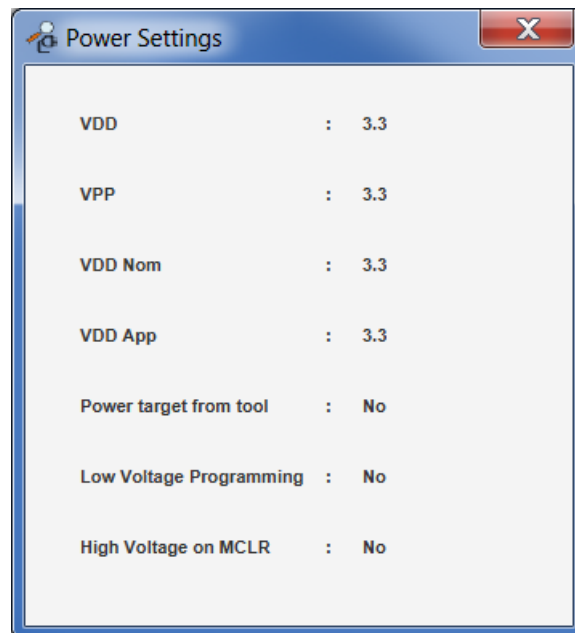 Power Settings
VDD : 3.3
VPP : 3.3
VDD Nom : 3.3
VDD App : 3.3
Power target from tool : No
Low Voltage Programming : No
High Voltage on MCLR : No